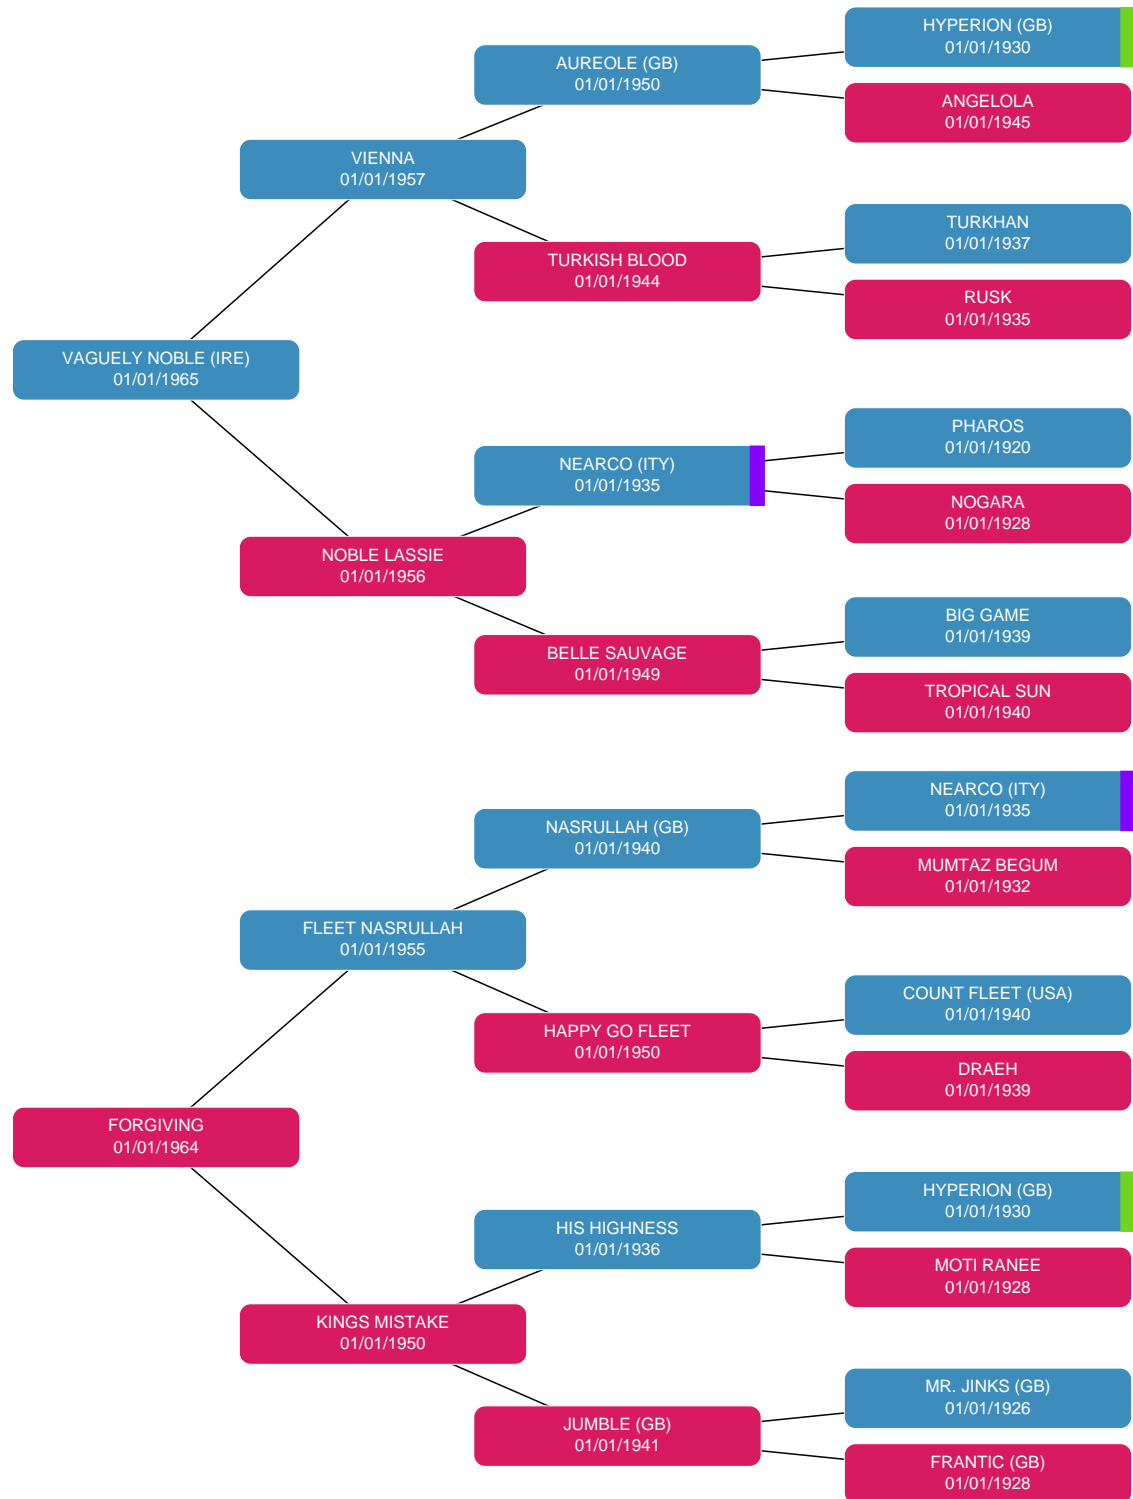 HYPERION (GB)
01/01/1930
AUREOLE (GB)
01/01/1950
ANGELOLA
01/01/1945
VIENNA
01/01/1957
TURKHAN
01/01/1937
TURKISH BLOOD
01/01/1944
RUSK
01/01/1935
VAGUELY NOBLE (IRE)
01/01/1965
PHAROS
01/01/1920
NEARCO (ITY)
01/01/1935
NOGARA
01/01/1928
NOBLE LASSIE
01/01/1956
BIG GAME
01/01/1939
BELLE SAUVAGE
01/01/1949
TROPICAL SUN
01/01/1940
NEARCO (ITY)
01/01/1935
NASRULLAH (GB)
01/01/1940
MUMTAZ BEGUM
01/01/1932
FLEET NASRULLAH
01/01/1955
COUNT FLEET (USA)
01/01/1940
HAPPY GO FLEET
01/01/1950
DRAEH
01/01/1939
FORGIVING
01/01/1964
HYPERION (GB)
01/01/1930
HIS HIGHNESS
01/01/1936
MOTI RANEE
01/01/1928
KINGS MISTAKE
01/01/1950
MR. JINKS (GB)
01/01/1926
JUMBLE (GB)
01/01/1941
FRANTIC (GB)
01/01/1928